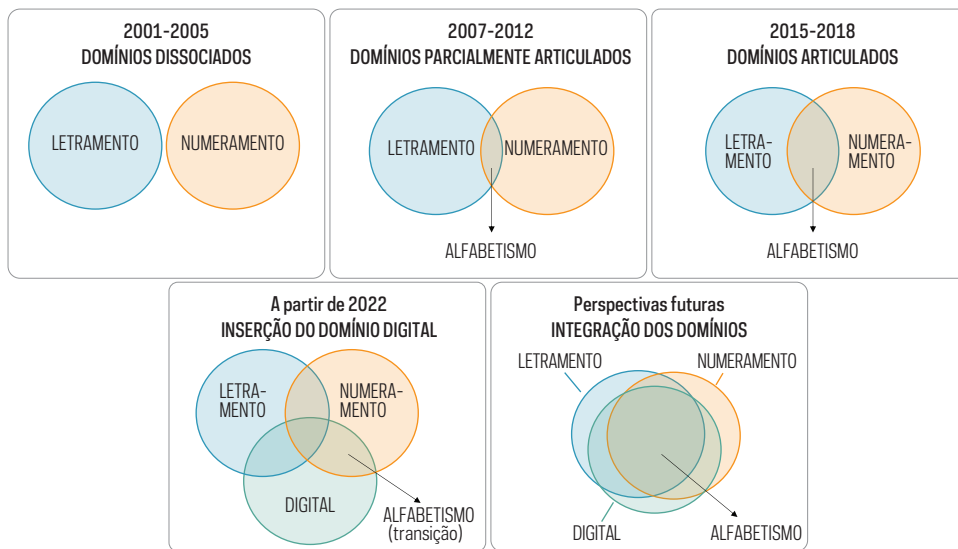 2001-2005
DOMÍNIOS DISSOCIADOS
LETRAMENTO
NUMERAMENTO
2007-2012
DOMÍNIOS PARCIALMENTE ARTICULADOS
LETRAMENTO
NUMERAMENTO
ALFABETISMO
2015-2018
DOMÍNIOS ARTICULADOS
LETRA-
MENTO
NUMERA-
MENTO
ALFABETISMO
A partir de 2022
INSERÇÃO DO DOMÍNIO DIGITAL
LETRA-
MENTO
NUMERA-
MENTO
DIGITAL
ALFABETISMO
(transição)
Perspectivas futuras
INTEGRAÇÃO DOS DOMÍNIOS
LETRAMENTO
NUMERAMENTO
DIGITAL
ALFABETISMO